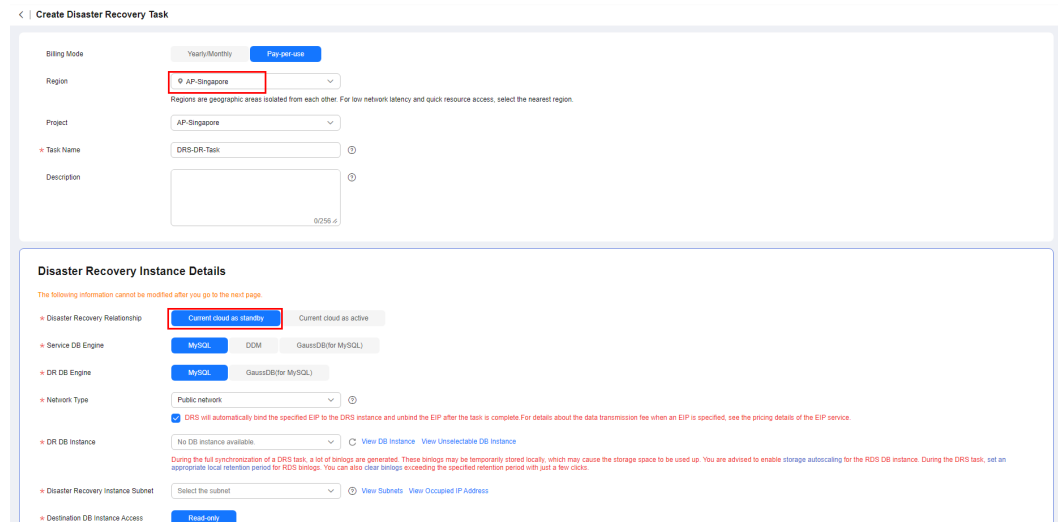 < | Create Disaster Recovery Task
Billing Mode
Yearly/Monthly Pay-per-use
Region
AP-Singapore
Regions are geographic areas isolated from each other. For low network latency and quick resource access, select the nearest region.
Project
AP-Singapore
* Task Name
DRS-DR-Task
Description
0/256
Disaster Recovery Instance Details
The following information cannot be modified after you go to the next page.
* Disaster Recovery Relationship
Current cloud as standby Current cloud as active
* Service DB Engine
MySQL DDM GaussDB(for MySQL)
* DR DB Engine
MySQL GaussDB(for MySQL)
* Network Type
Public network
DRS will automatically bind the specified EIP to the DRS instance and unbind the EIP after the task is complete.For details about the data transmission fee when an EIP is specified, see the pricing details of the EIP service.
* DR DB Instance
No DB instance available. View DB Instance View Unselectable DB Instance
During the full synchronization of a DRS task, a lot of binlogs are generated. These binlogs may be temporarily stored locally, which may cause the storage space to be used up. You are advised to enable storage autoscaling for the RDS DB instance. During the DRS task, set an
appropriate local retention period for RDS binlogs. You can also clear binlogs exceeding the specified retention period with just a few clicks.
* Disaster Recovery Instance Subnet
Select the subnet View Subnets View Occupied IP Address
* Destination DB Instance Access
Read-only